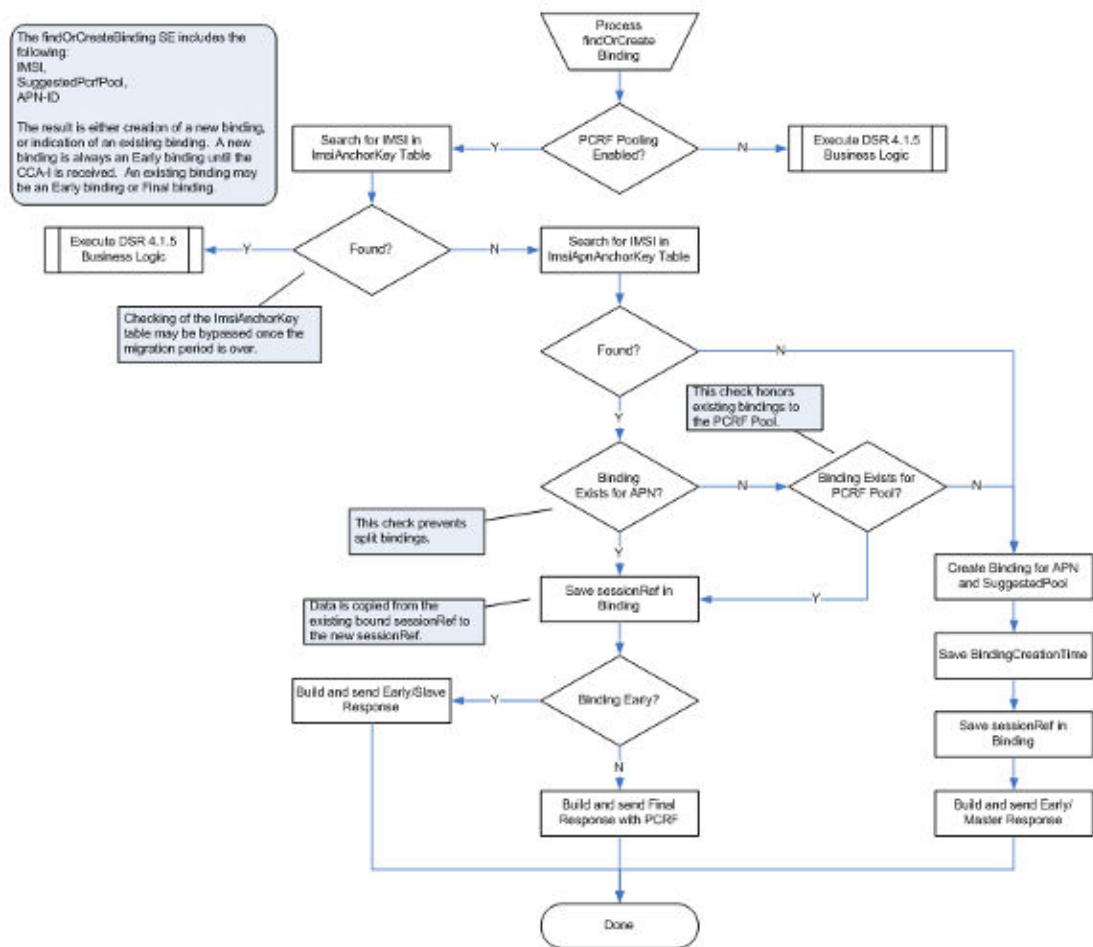 The findOrCreateBinding SE includes the
following:
IMSI,
SuggestedPcrfPool,
APN-ID
The result is either creation of a new binding,
or indication of an existing binding. A new
binding is always an Early binding until the
CCA-I is received. An existing binding may
be an Early binding or Final binding.
Process
findOrCreate
Binding
Search for IMSI in
ImsiAnchorKey Table
Y
PCRF Pooling
Enabled?
N
Execute DSR 4.1.5
Business Logic
Execute DSR 4.1.5
Business Logic
Y
Found?
N
Search for IMSI in
ImsiApnAnchorKey Table
Checking of the ImsiAnchorKey
table may be bypassed once the
migration period is over.
Found?
N
This check honors
existing bindings to
the PCRF Pool.
Y
Binding
Exists for APN?
N
Binding Exists for
PCRF Pool?
N
This check prevents
split bindings.
Y
Create Binding for APN
and SuggestedPool
Save sessionRef in
Binding
Y
Data is copied from the
existing bound sessionRef to
the new sessionRef.
Save BindingCreationTime
Build and send Early/Slave
Response
Y
Binding Early?
Save sessionRef in
Binding
N
Build and send Final
Response with PCRF
Build and send Early/
Master Response
Done